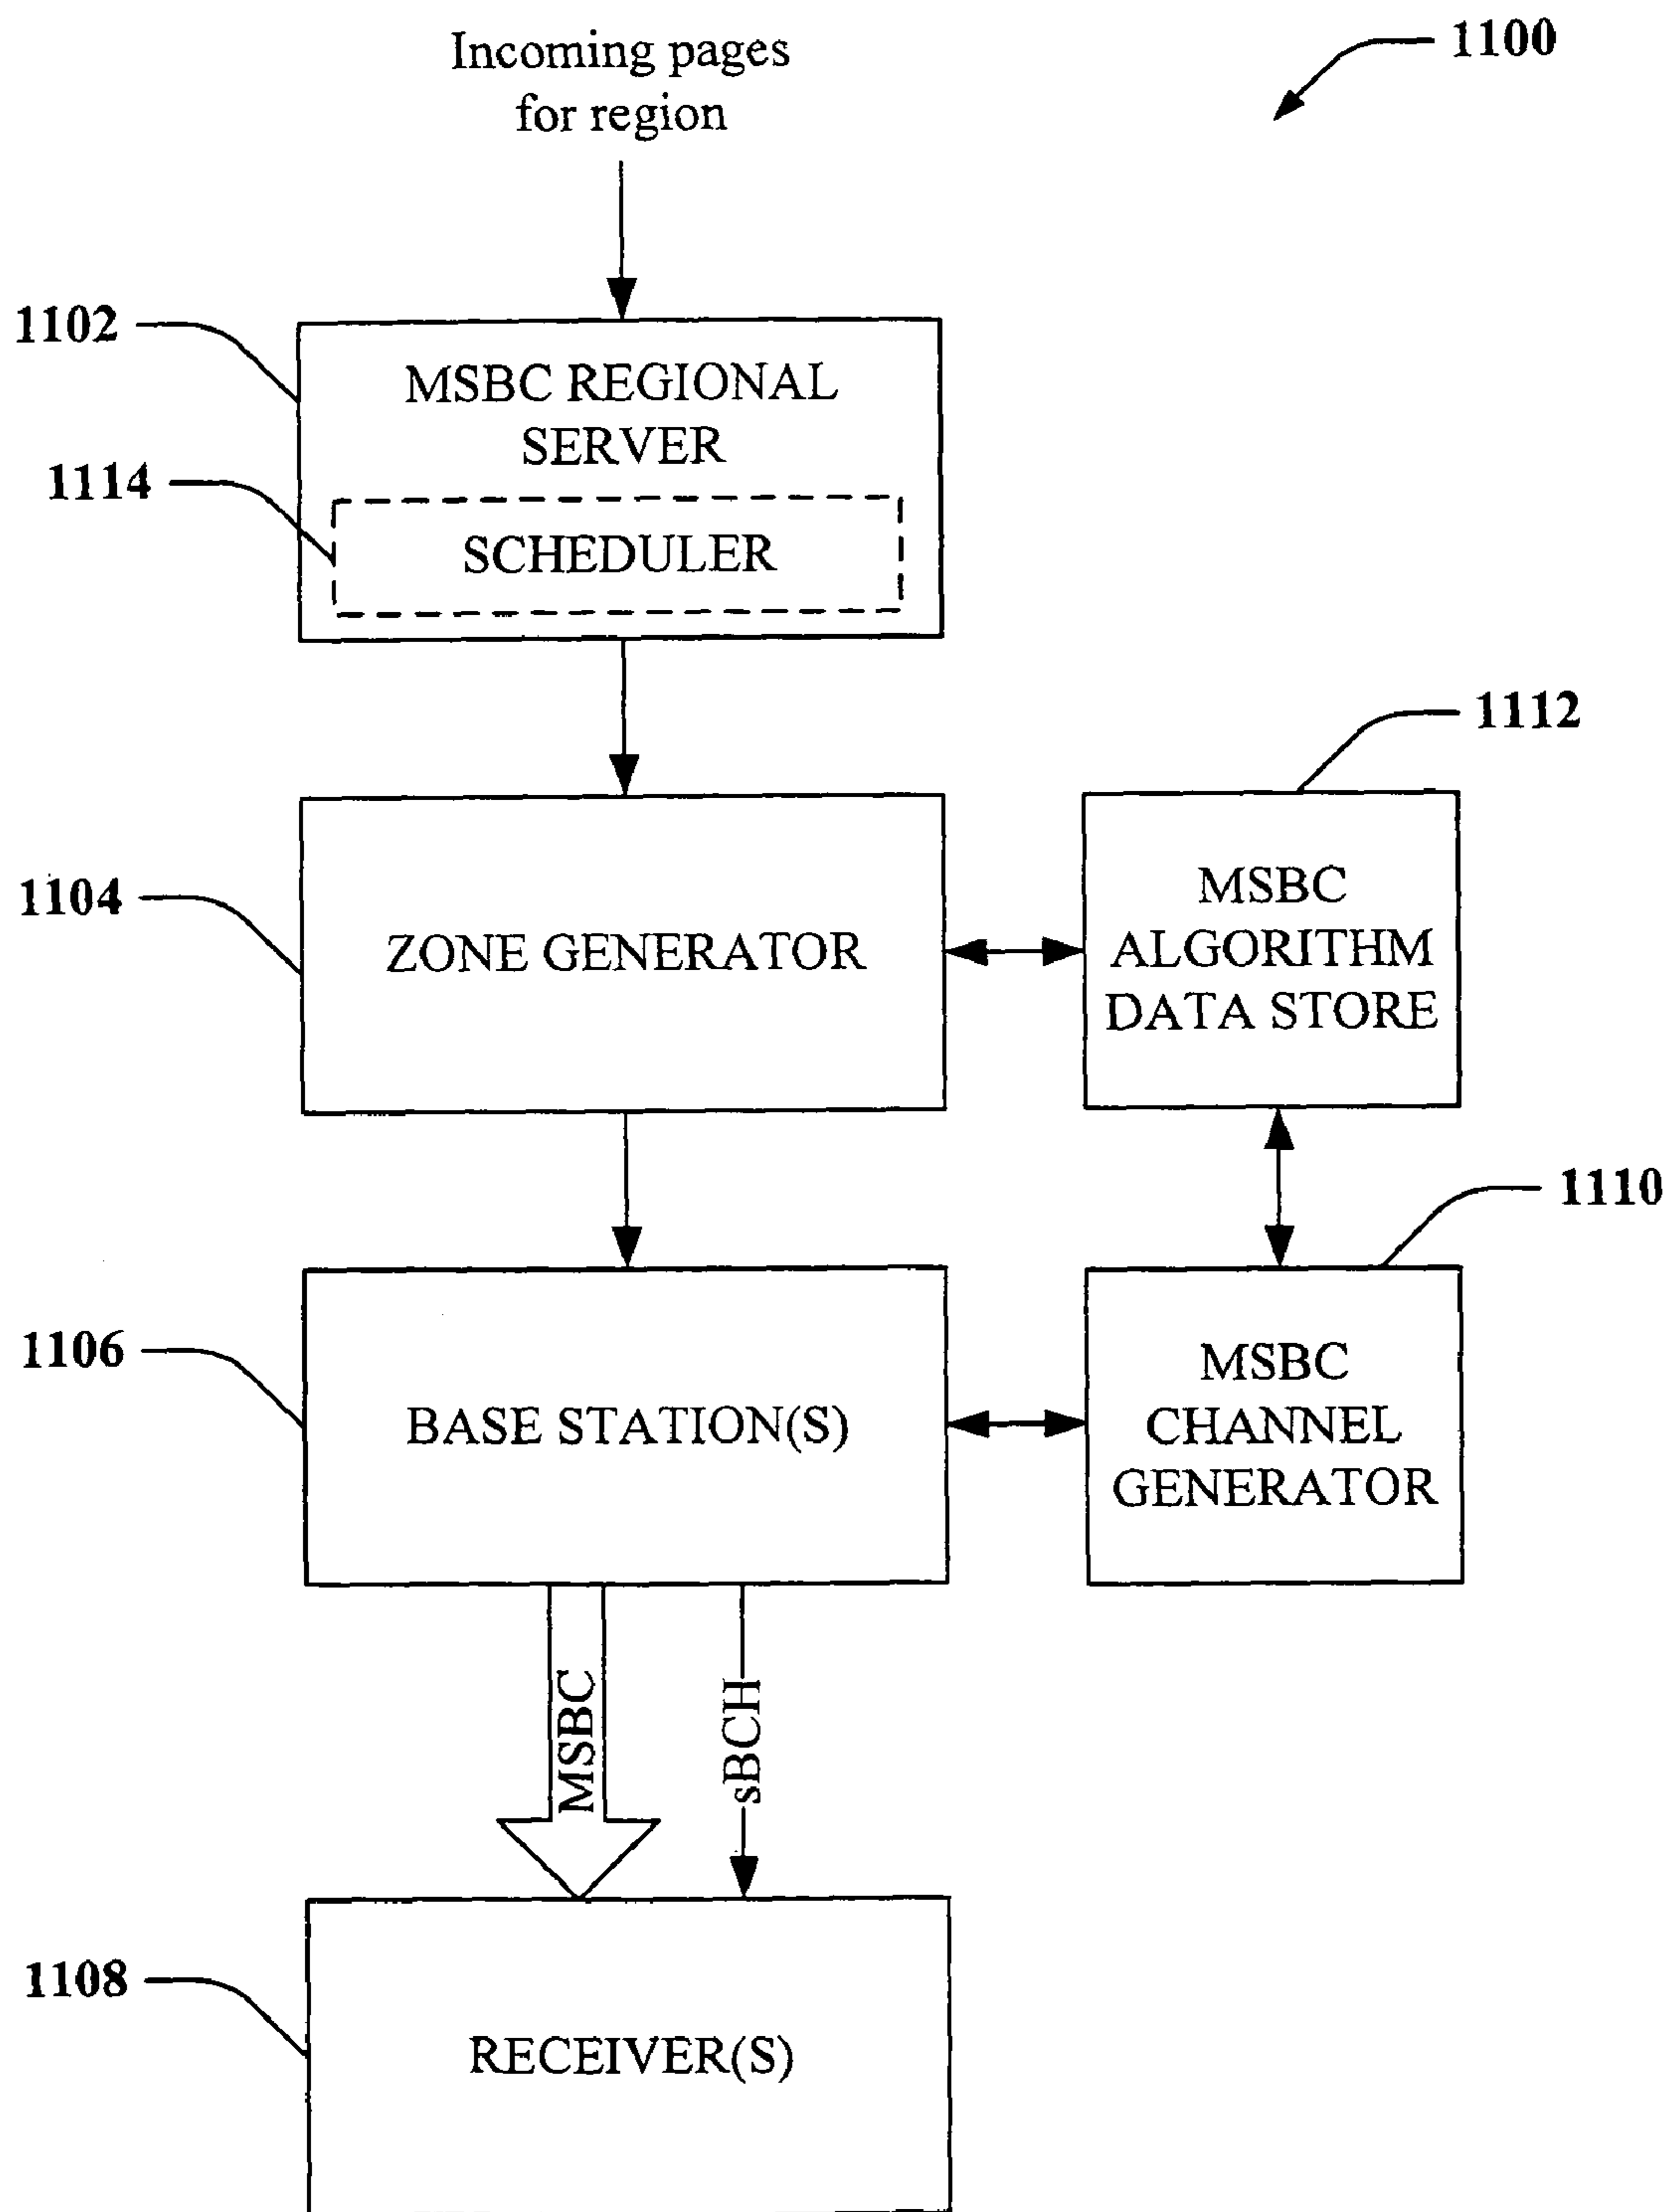 Incoming pages
for region
1100
1102
MSBC REGIONAL
SERVER
1114
SCHEDULER
1112
1104
ZONE GENERATOR
MSBC
ALGORITHM
DATA STORE
1110
1106
BASE STATION(S)
MSBC
CHANNEL
GENERATOR
MSBC
sBCH
1108
RECEIVER(S)